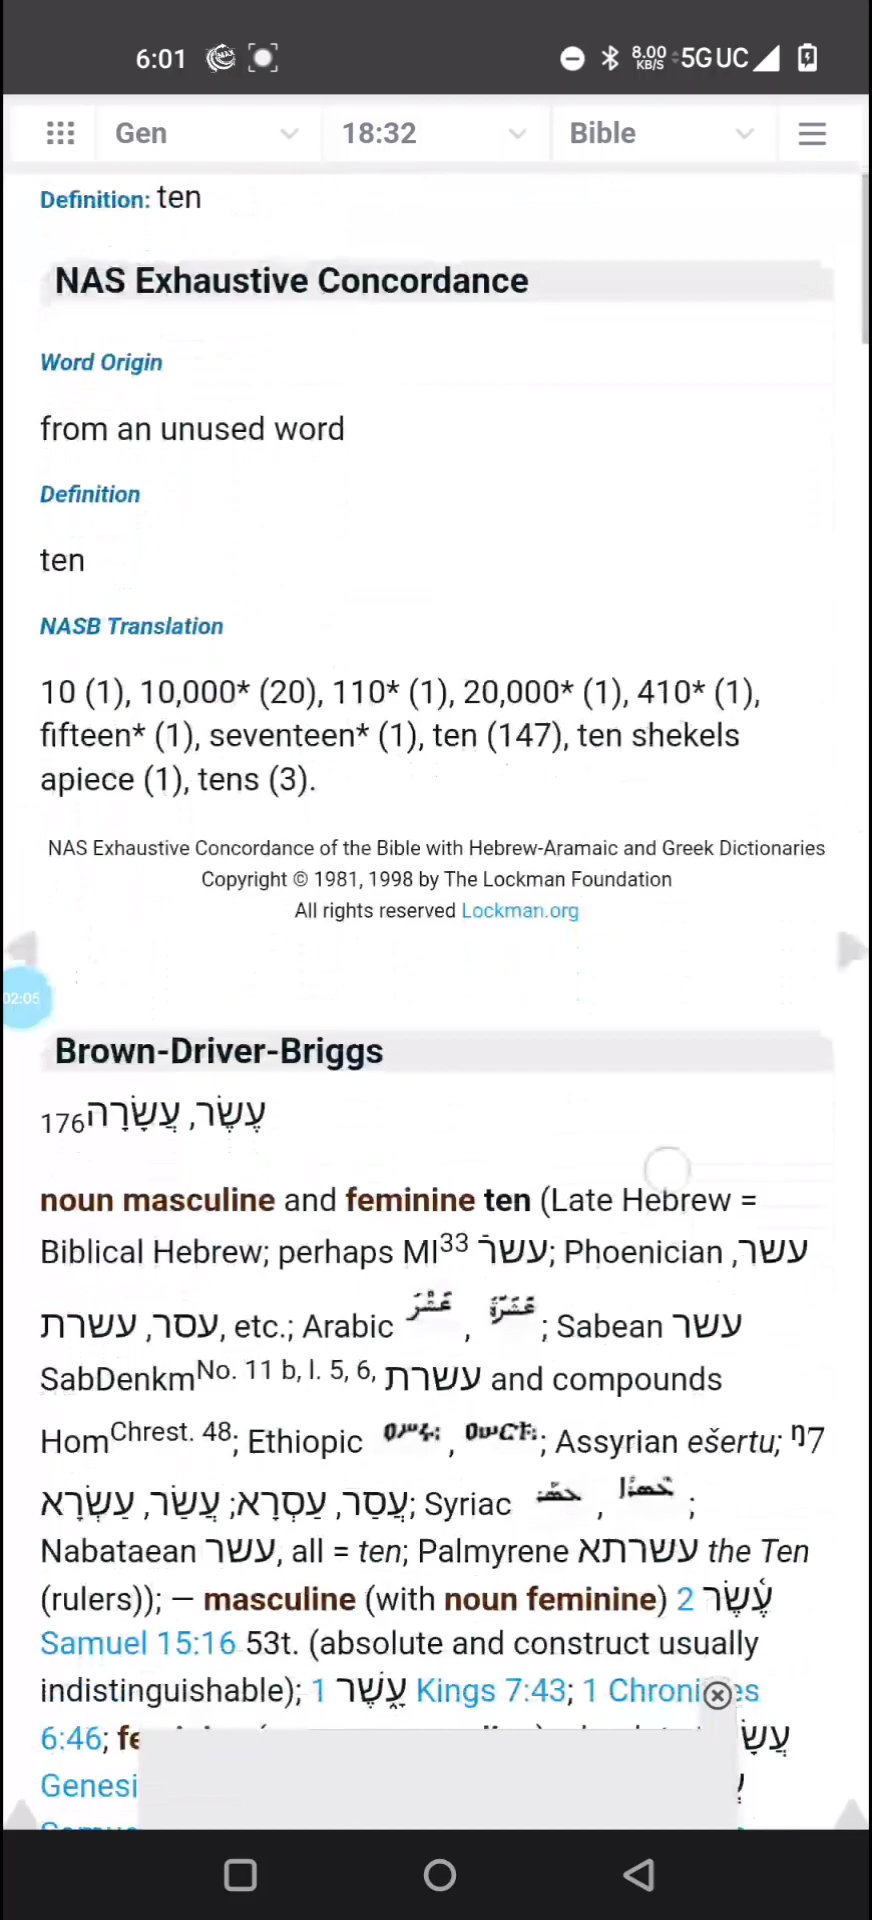 6:01 8.00 KB/S 5G UC
Gen 18:32 Bible
Definition: ten
NAS Exhaustive Concordance
Word Origin
from an unused word
Definition
ten
NASB Translation
10 (1), 10,000* (20), 110* (1), 20,000* (1), 410* (1),
fifteen* (1), seventeen* (1), ten (147), ten shekels
apiece (1), tens (3).
NAS Exhaustive Concordance of the Bible with Hebrew-Aramaic and Greek Dictionaries
Copyright © 1981, 1998 by The Lockman Foundation
All rights reserved Lockman.org
02:05
Brown-Driver-Briggs
עֶשֶׂר, עֲשָׂרָה176
noun masculine and feminine ten (Late Hebrew =
Biblical Hebrew; perhaps MI33 עשר; Phoenician עשר,
עסר, עשרת, etc.; Arabic عَشْرَ, عَشَرَةَ; Sabean עשר
SabDenkmNo. 11 b, l. 5, 6, עשרת and compounds
HomChrest. 48; Ethiopic , ; Assyrian ešertu; ᵑ7
עֲסַר, עַסְרָא; עֲשַׂר, עַשְׂרָא; Syriac , ;
Nabataean עשר, all = ten; Palmyrene עשרתא the Ten
(rulers)); — masculine (with noun feminine) עֶ֫שֶׂר 2
Samuel 15:16 53t. (absolute and construct usually
indistinguishable); עָ֑שֶׂר 1 Kings 7:43; 1 Chroni es
6:46; fe עֲשָׂ
Genesi